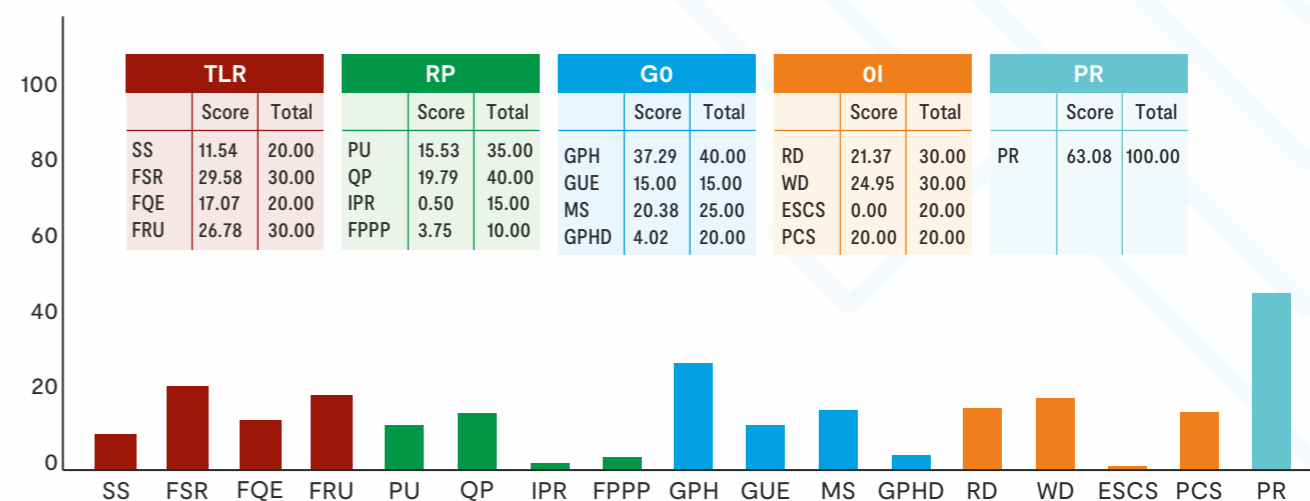 TLR
Score Total
SS 11.54 20.00
FSR 29.58 30.00
FQE 17.07 20.00
FRU 26.78 30.00
RP
Score Total
PU 15.53 35.00
QP 19.79 40.00
IPR 0.50 15.00
FPPP 3.75 10.00
G0
Score Total
GPH 37.29 40.00
GUE 15.00 15.00
MS 20.38 25.00
GPHD 4.02 20.00
0I
Score Total
RD 21.37 30.00
WD 24.95 30.00
ESCS 0.00 20.00
PCS 20.00 20.00
PR
Score Total
PR 63.08 100.00
100
80
60
40
20
0
SS FSR FQE FRU PU QP IPR FPPP GPH GUE MS GPHD RD WD ESCS PCS PR